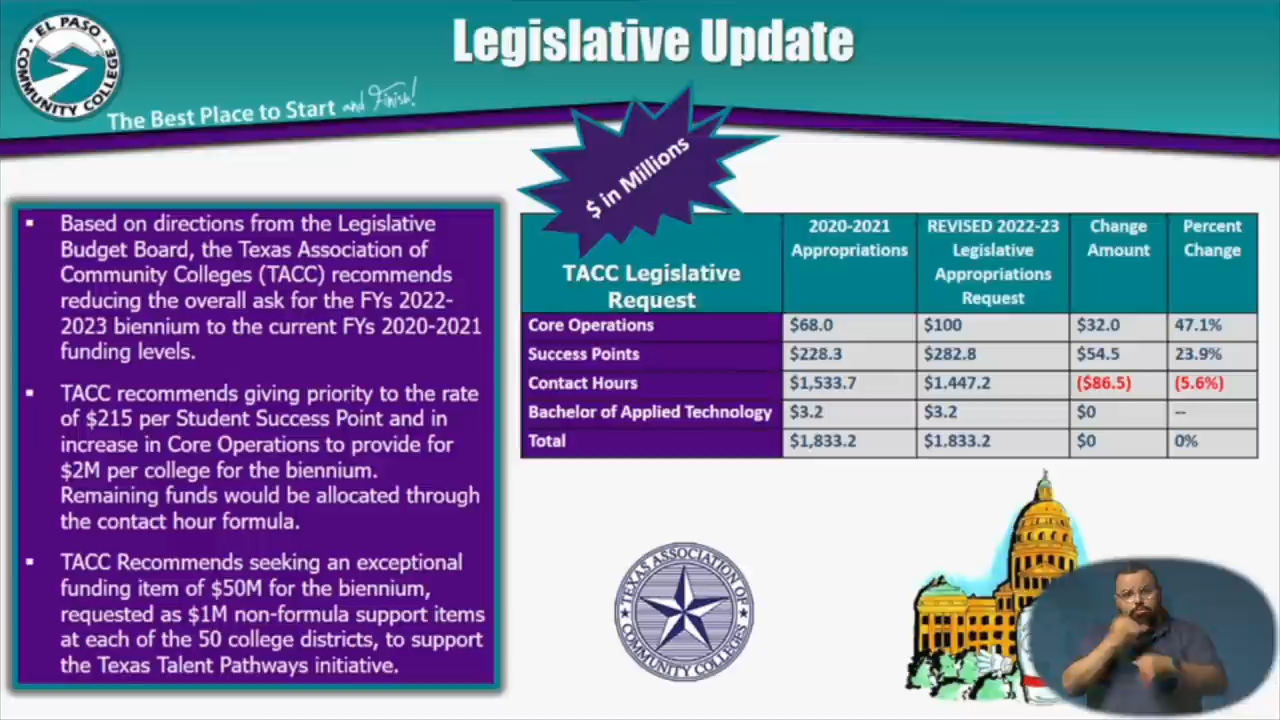 Legislative Update
EL PASO
COMMUNITY COLLEGE
The Best Place to Start and Finish!
$ in Millions
▪ Based on directions from the Legislative
Budget Board, the Texas Association of
Community Colleges (TACC) recommends
reducing the overall ask for the FYs 2022-
2023 biennium to the current FYs 2020-2021
funding levels.
▪ TACC recommends giving priority to the rate
of $215 per Student Success Point and in
increase in Core Operations to provide for
$2M per college for the biennium.
Remaining funds would be allocated through
the contact hour formula.
▪ TACC Recommends seeking an exceptional
funding item of $50M for the biennium,
requested as $1M non-formula support items
at each of the 50 college districts, to support
the Texas Talent Pathways initiative.
TACC Legislative
Request
2020-2021
Appropriations
REVISED 2022-23
Legislative
Appropriations
Request
Change
Amount
Percent
Change
Core Operations $68.0 $100 $32.0 47.1%
Success Points $228.3 $282.8 $54.5 23.9%
Contact Hours $1,533.7 $1.447.2 ($86.5) (5.6%)
Bachelor of Applied Technology $3.2 $3.2 $0 --
Total $1,833.2 $1.833.2 $0 0%
TEXAS ASSOCIATION OF
COMMUNITY COLLEGES